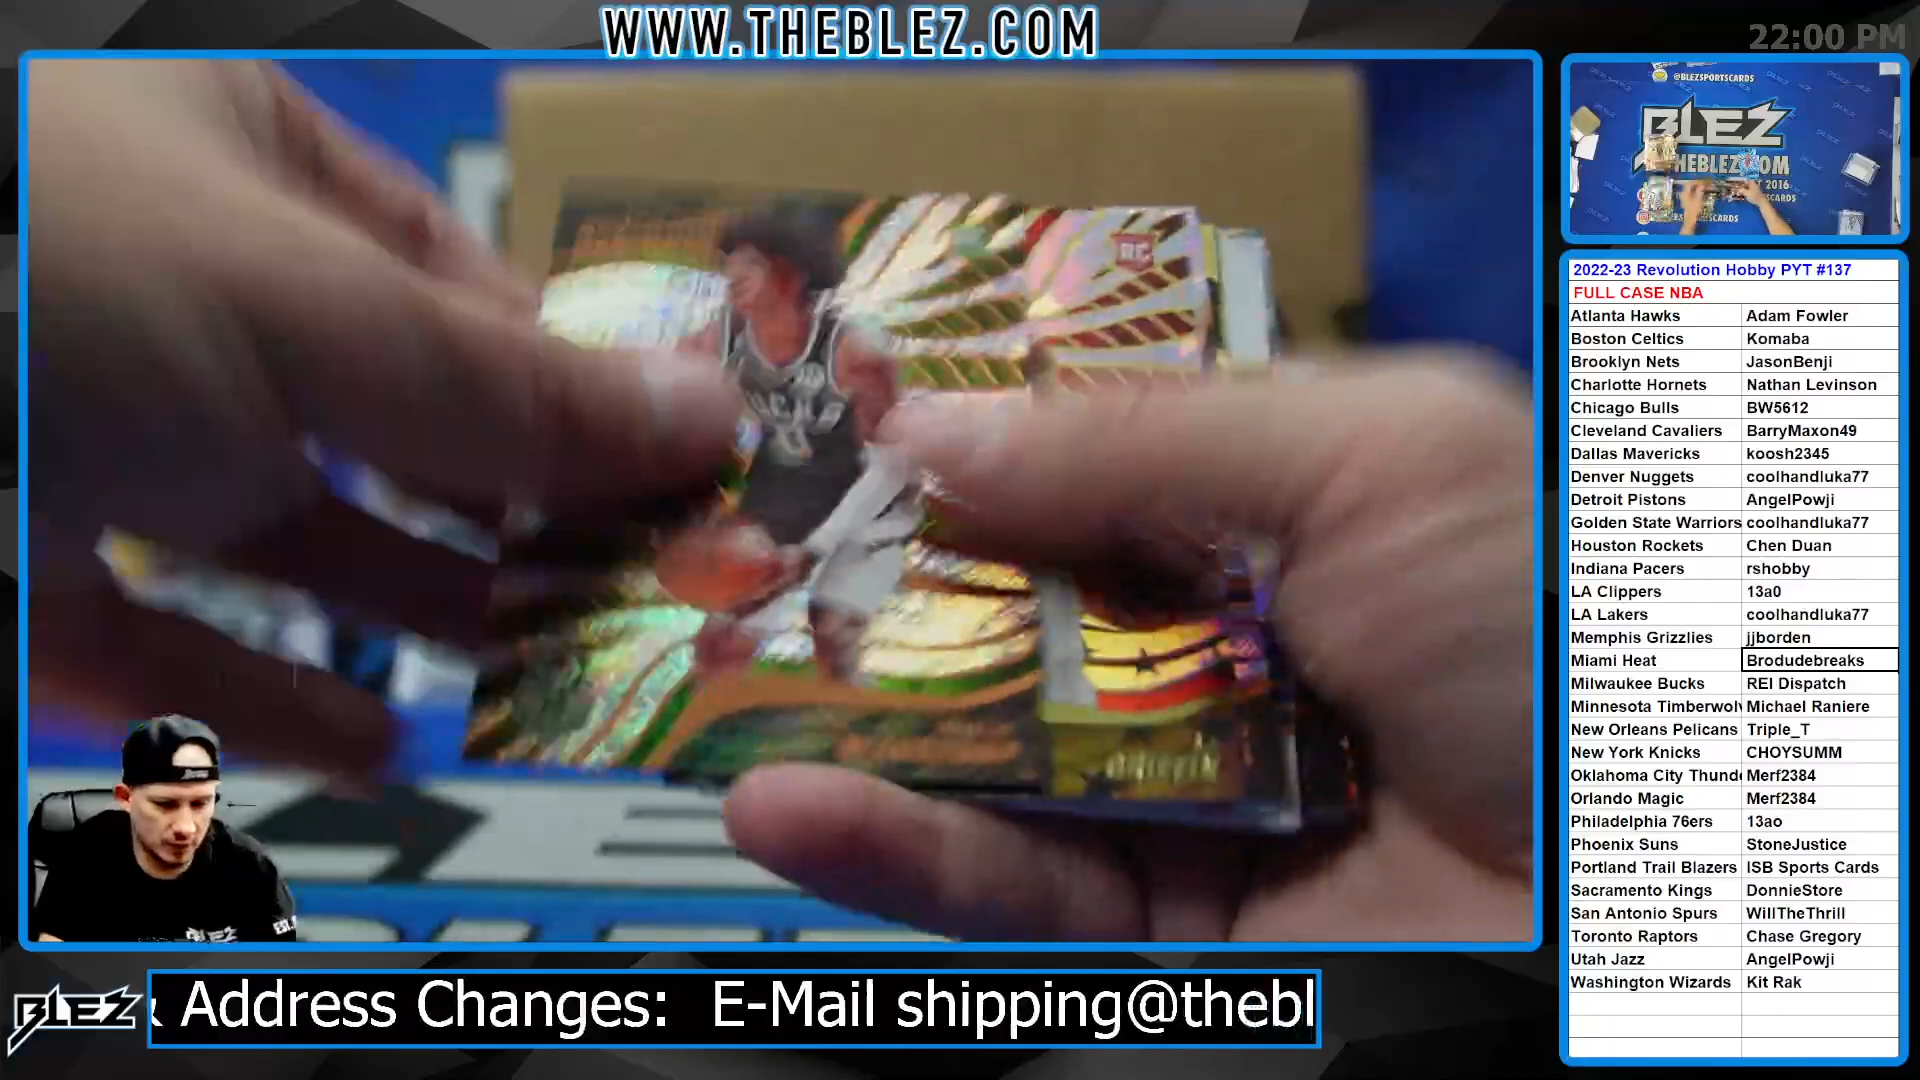 WWW.THEBLEZ.COM
22:00 PM
@BLEZSPORTSCARDS
BLEZ
THEBLEZ.COM
2016
RC
BUCKS
2022-23 Revolution Hobby PYT #137
FULL CASE NBA
Atlanta Hawks Adam Fowler
Boston Celtics Komaba
Brooklyn Nets JasonBenji
Charlotte Hornets Nathan Levinson
Chicago Bulls BW5612
Cleveland Cavaliers BarryMaxon49
Dallas Mavericks koosh2345
Denver Nuggets coolhandluka77
Detroit Pistons AngelPowji
Golden State Warriors coolhandluka77
Houston Rockets Chen Duan
Indiana Pacers rshobby
LA Clippers 13a0
LA Lakers coolhandluka77
Memphis Grizzlies jjborden
Miami Heat Brodudebreaks
Milwaukee Bucks REI Dispatch
Minnesota Timberwolv Michael Raniere
New Orleans Pelicans Triple_T
New York Knicks CHOYSUMM
Oklahoma City Thund Merf2384
Orlando Magic Merf2384
Philadelphia 76ers 13ao
Phoenix Suns StoneJustice
Portland Trail Blazers ISB Sports Cards
Sacramento Kings DonnieStore
San Antonio Spurs WillTheThrill
Toronto Raptors Chase Gregory
Utah Jazz AngelPowji
Washington Wizards Kit Rak
BLEZ
& Address Changes: E-Mail shipping@thebl